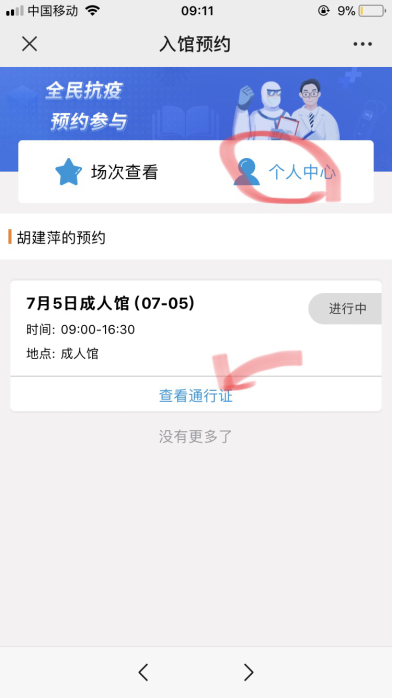 中国移动 09:11 9%
入馆预约
全民抗疫
预约参与
场次查看 个人中心
胡建萍的预约
7月5日成人馆 (07-05) 进行中
时间: 09:00-16:30
地点: 成人馆
查看通行证
没有更多了